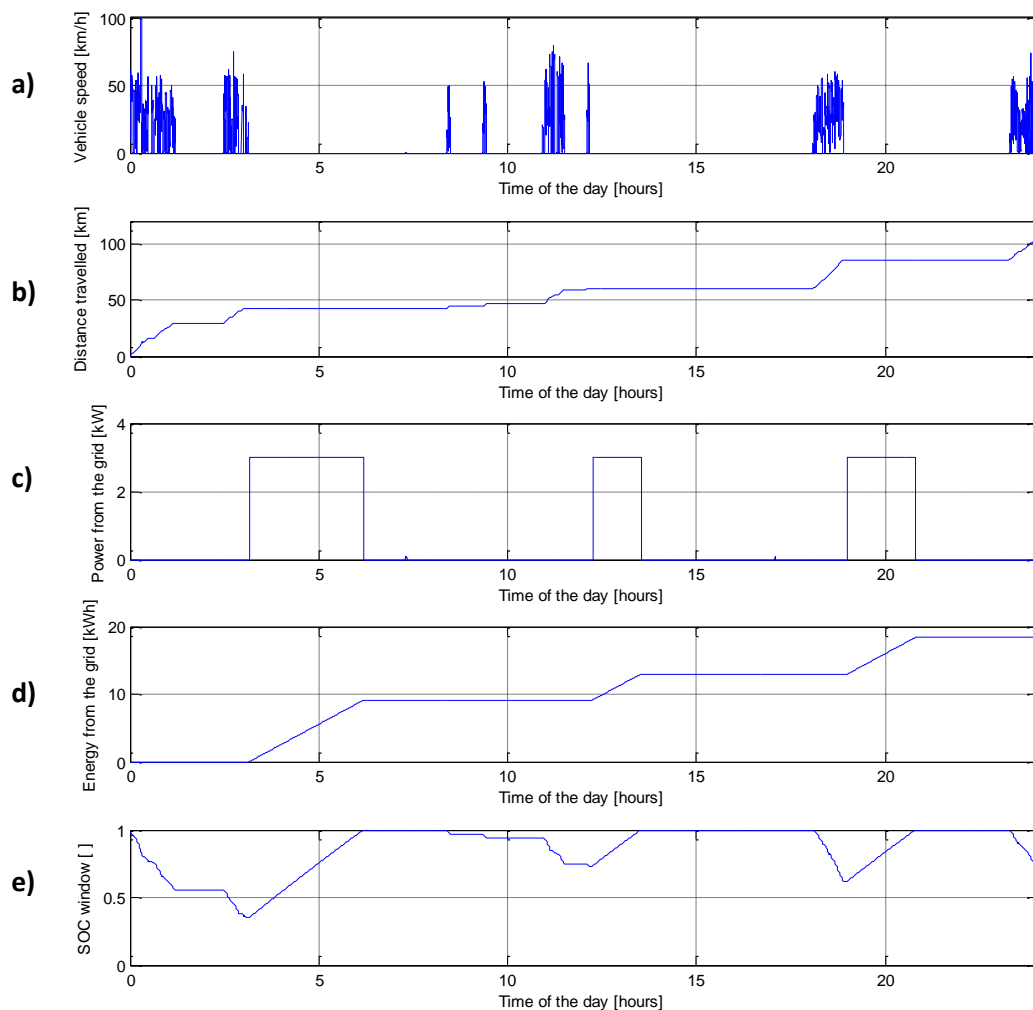 a)
Vehicle speed [km/h]
100
50
0
0 5 10 15 20
Time of the day [hours]
b)
Distance travelled [km]
100
50
0
0 5 10 15 20
Time of the day [hours]
c)
Power from the grid [kW]
4
2
0
0 5 10 15 20
Time of the day [hours]
d)
Energy from the grid [kWh]
20
10
0
0 5 10 15 20
Time of the day [hours]
e)
SOC window [ ]
1
0.5
0
0 5 10 15 20
Time of the day [hours]